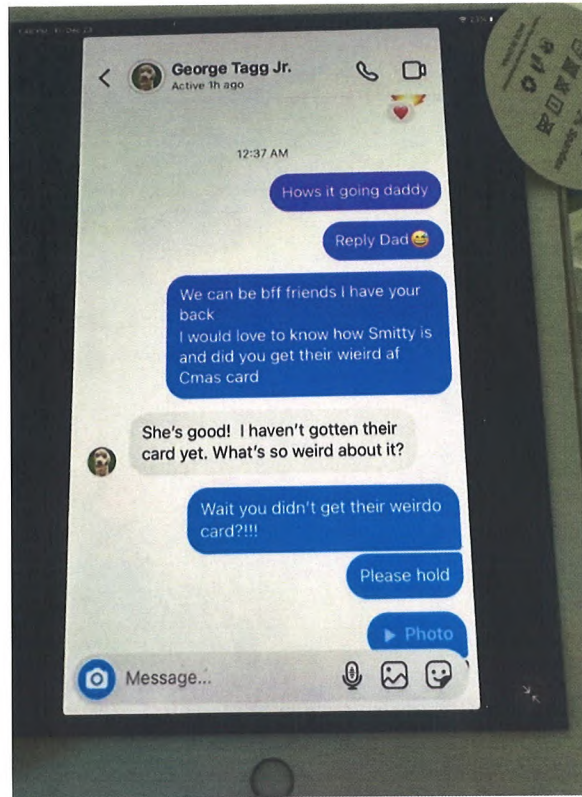 George Tagg Jr.
Active 1h ago
12:37 AM
Hows it going daddy
Reply Dad😅
We can be bff friends I have your
back
I would love to know how Smitty is
and did you get their wieird af
Cmas card
She's good! I haven't gotten their
card yet. What's so weird about it?
Wait you didn't get their weirdo
card?!!!
Please hold
Photo
Message...